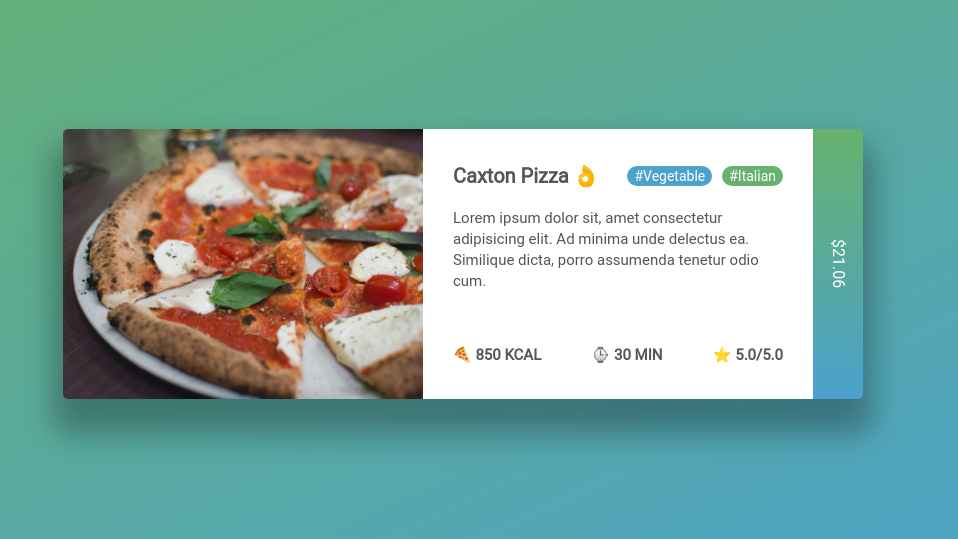 Caxton Pizza 👌 #Vegetable #Italian
Lorem ipsum dolor sit, amet consectetur
adipisicing elit. Ad minima unde delectus ea.
Similique dicta, porro assumenda tenetur odio
cum.
🍕 850 KCAL ⌚ 30 MIN ⭐ 5.0/5.0
$21.06